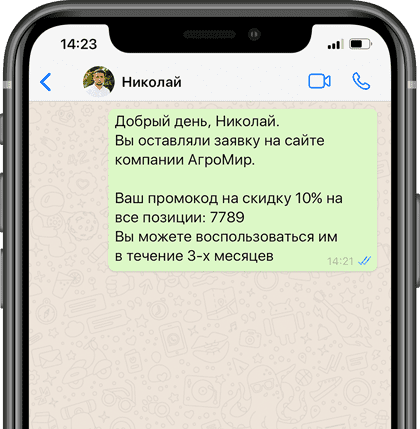 14:23
Николай
Добрый день, Николай.
Вы оставляли заявку на сайте
компании АгроМир.
Ваш промокод на скидку 10% на
все позиции: 7789
Вы можете воспользоваться им
в течение 3-х месяцев
14:21